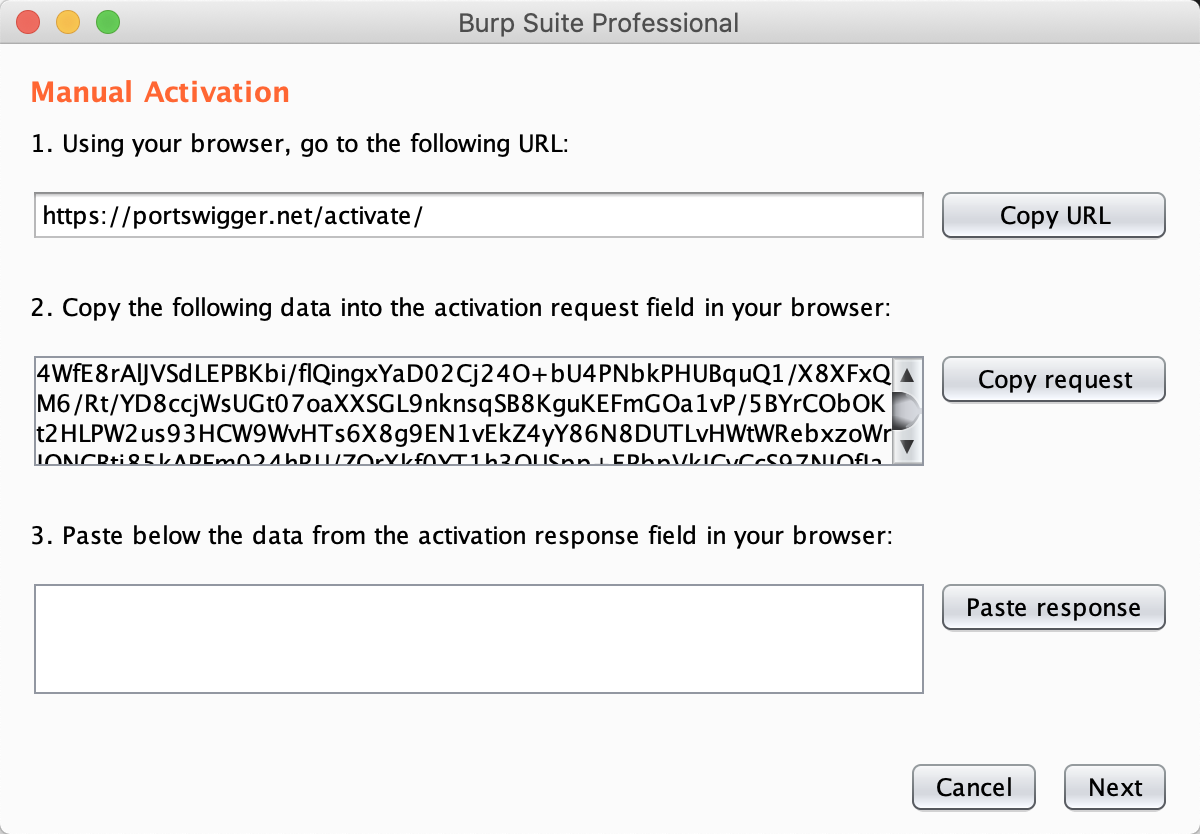 Burp Suite Professional
Manual Activation
1. Using your browser, go to the following URL:
https://portswigger.net/activate/
Copy URL
2. Copy the following data into the activation request field in your browser:
4WfE8rAlJVSdLEPBKbi/flQingxYaD02Cj24O+bU4PNbkPHUBquQ1/X8XFxQ
M6/Rt/YD8ccjWsUGt07oaXXSGL9nknsqSB8KguKEFmGOa1vP/5BYrCObOK
t2HLPW2us93HCW9WvHTs6X8g9EN1vEkZ4yY86N8DUTLvHWtWRebxzoWr
Copy request
3. Paste below the data from the activation response field in your browser:
Paste response
Cancel
Next